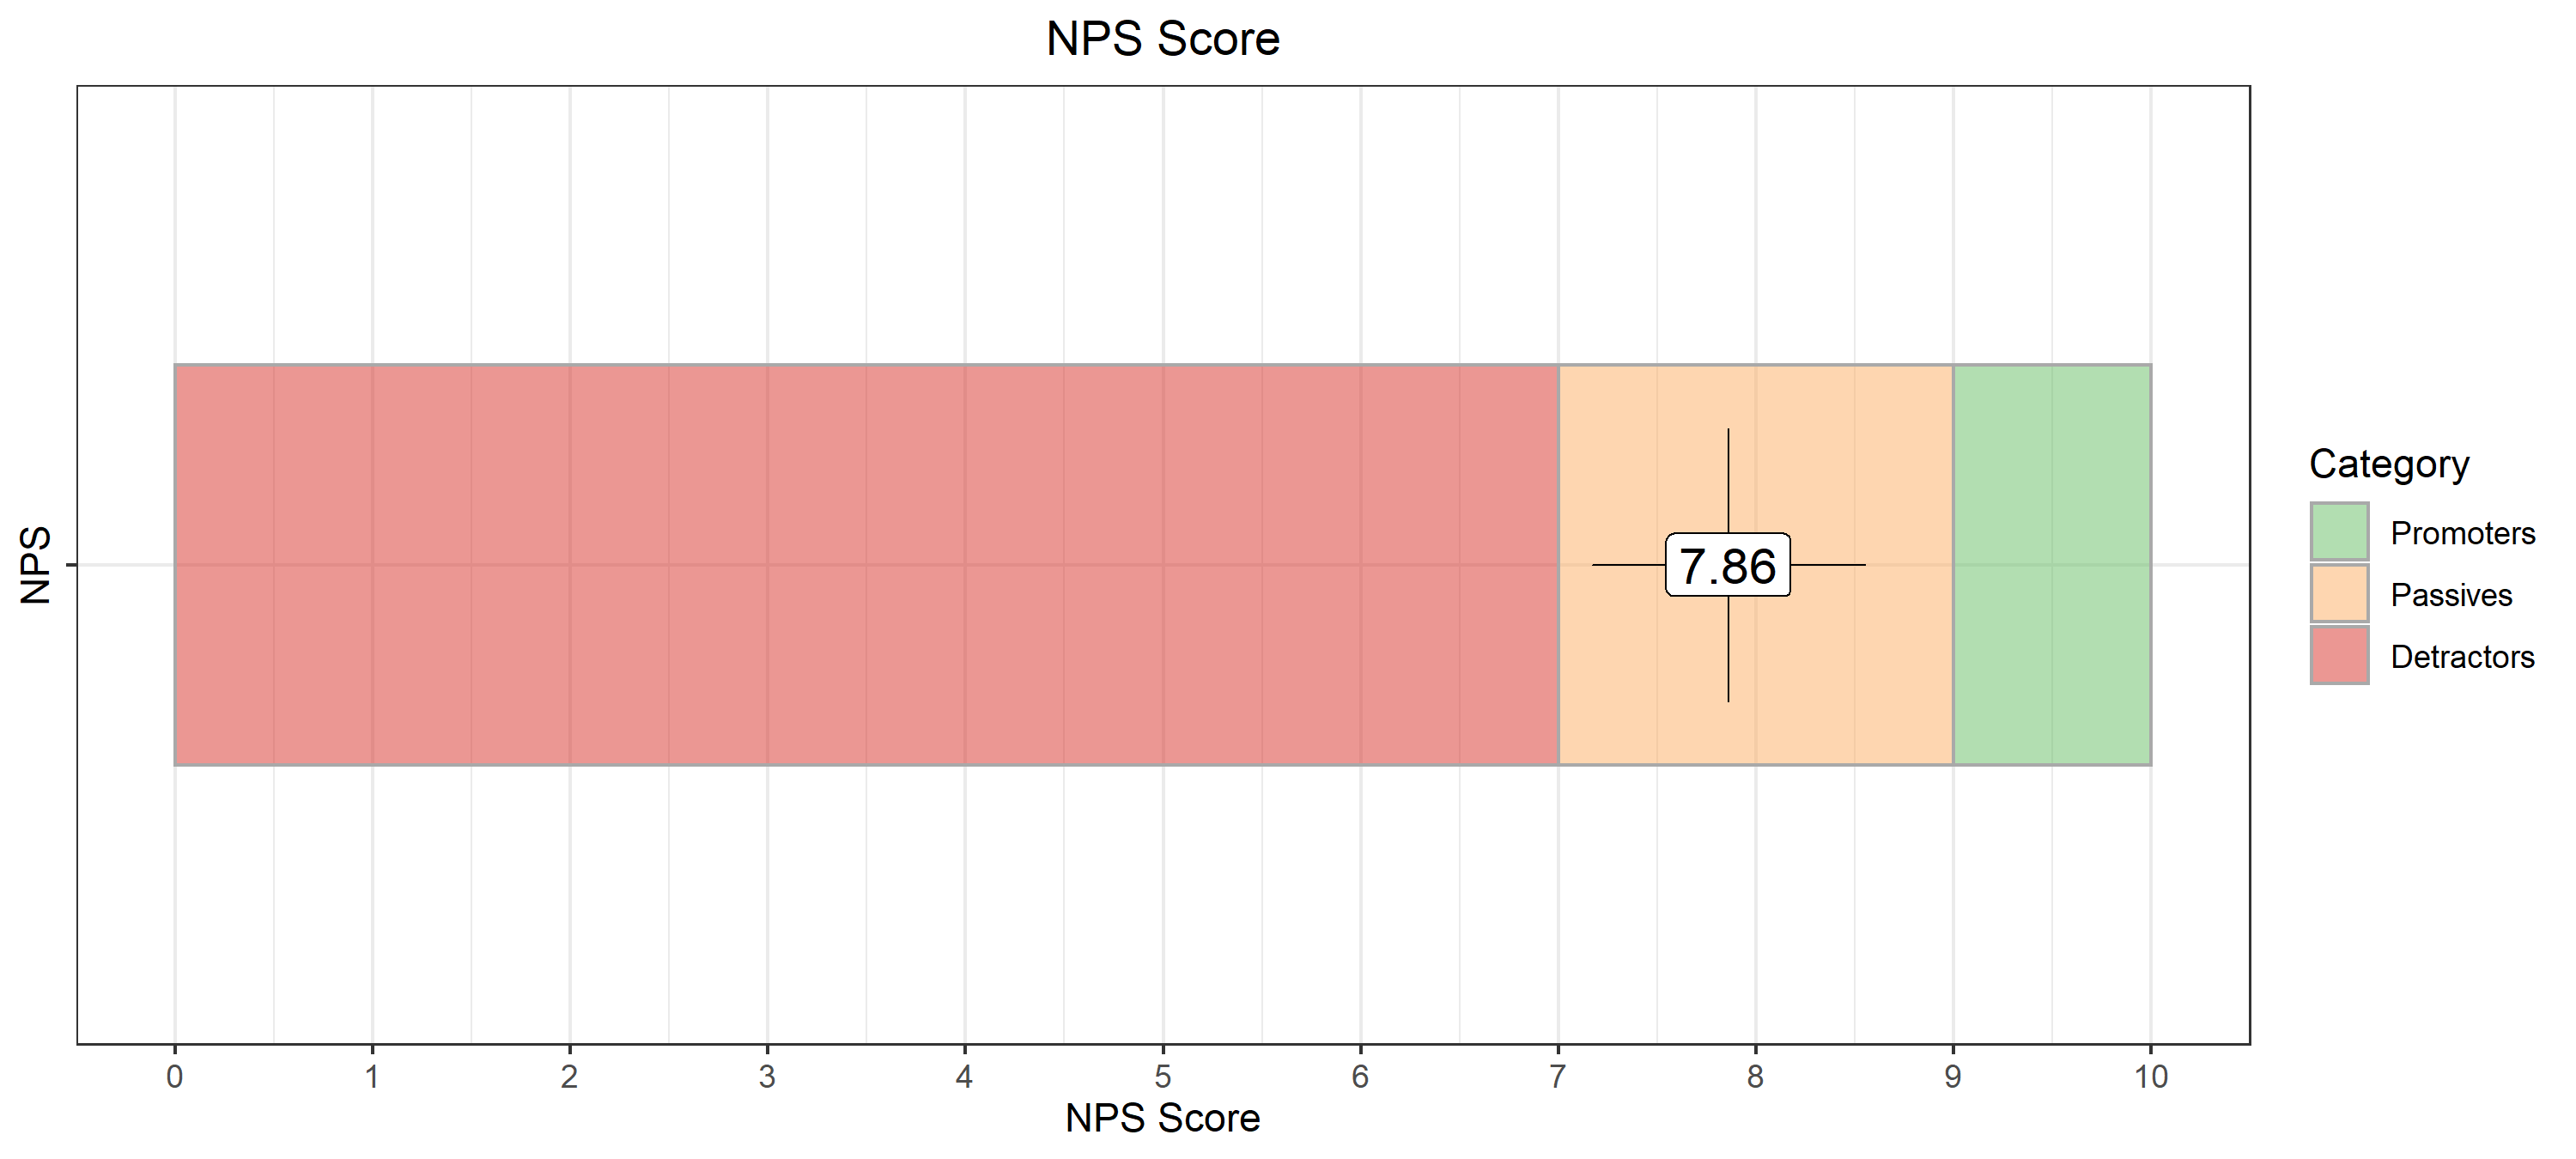 NPS Score
NPS
7.86
Category
Promoters
Passives
Detractors
0 1 2 3 4 5 6 7 8 9 10
NPS Score